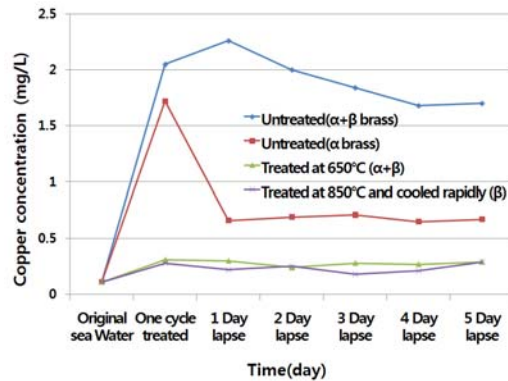 Copper concentration (mg/L)
2.5
2
1.5
1
0.5
0
Untreated(α+β brass)
Untreated(α brass)
Treated at 650℃ (α+β)
Treated at 850℃ and cooled rapidly (β)
Original
sea Water
One cycle
treated
1 Day
lapse
2 Day
lapse
3 Day
lapse
4 Day
lapse
5 Day
lapse
Time(day)